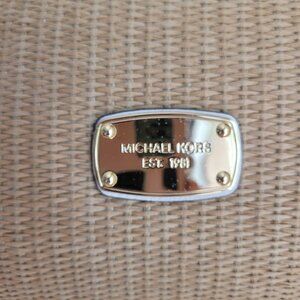 MICHAEL KORS
EST. 1981